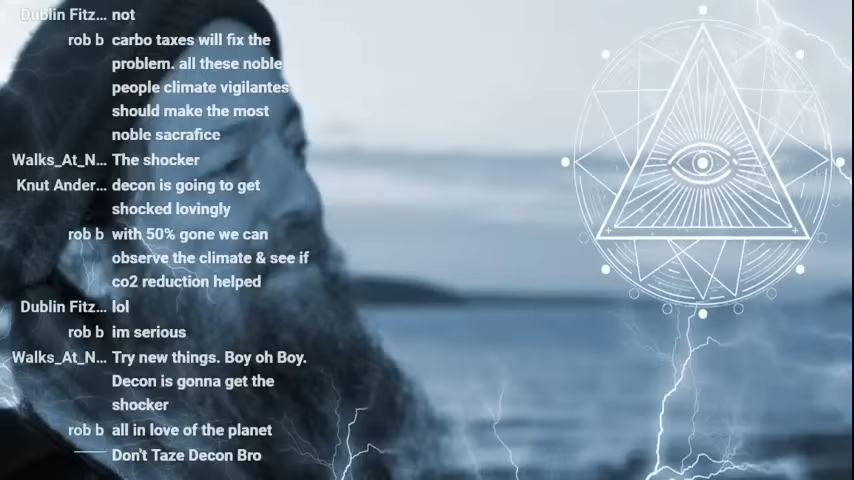 Dublin Fitz... not
rob b carbo taxes will fix the
problem. all these noble
people climate vigilantes
should make the most
noble sacrafice
Walks_At_N... The shocker
Knut Ander... decon is going to get
shocked lovingly
rob b with 50% gone we can
observe the climate & see if
co2 reduction helped
Dublin Fitz... lol
rob b im serious
Walks_At_N... Try new things. Boy oh Boy.
Decon is gonna get the
shocker
rob b all in love of the planet
Don't Taze Decon Bro